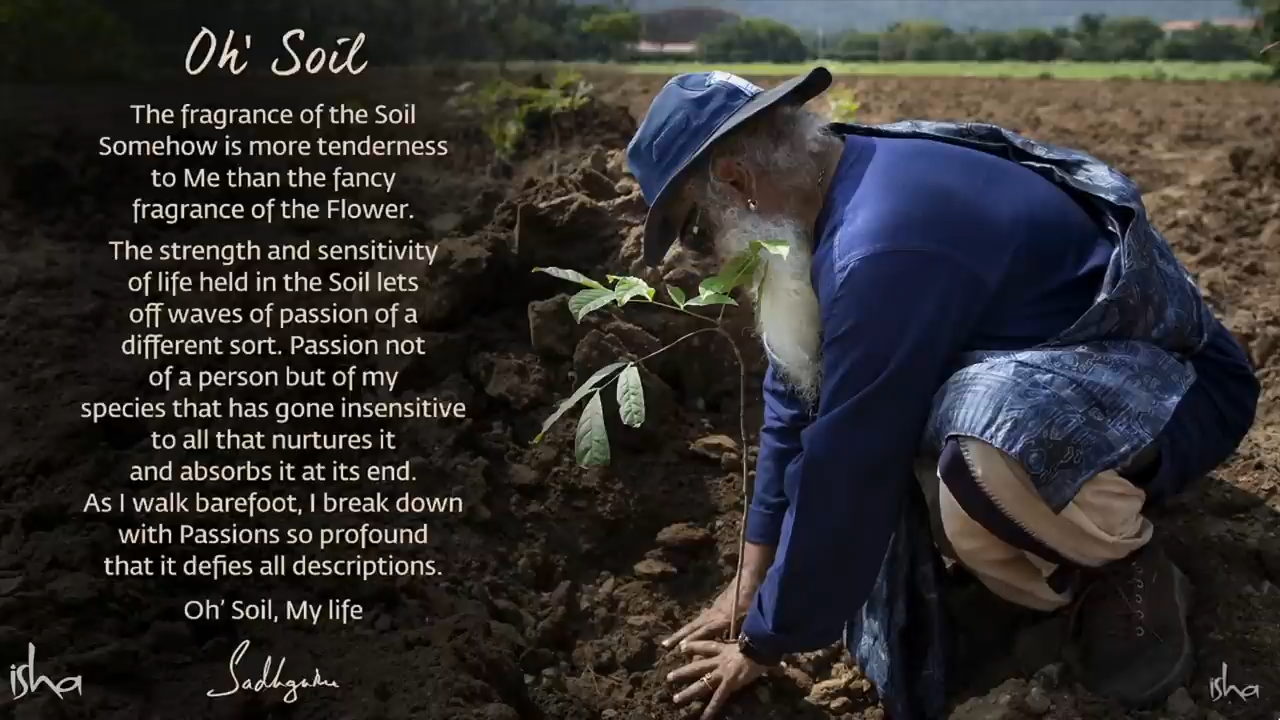 Oh' Soil
The fragrance of the Soil
Somehow is more tenderness
to Me than the fancy
fragrance of the Flower.
The strength and sensitivity
of life held in the Soil lets
off waves of passion of a
different sort. Passion not
of a person but of my
species that has gone insensitive
to all that nurtures it
and absorbs it at its end.
As I walk barefoot, I break down
with Passions so profound
that it defies all descriptions.
Oh' Soil, My life
Sadhguru
isha
isha